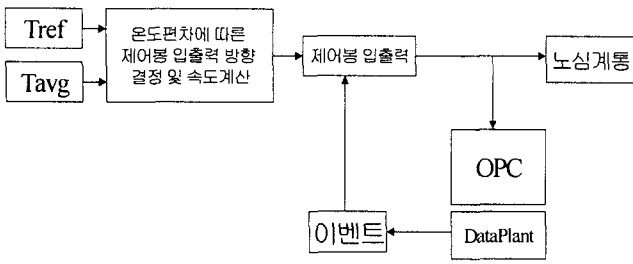 Tref
Tavg
온도편차에 따른
제어봉 입출력 방향
결정 및 속도계산
제어봉 입출력
노심계통
OPC
이벤트
DataPlant